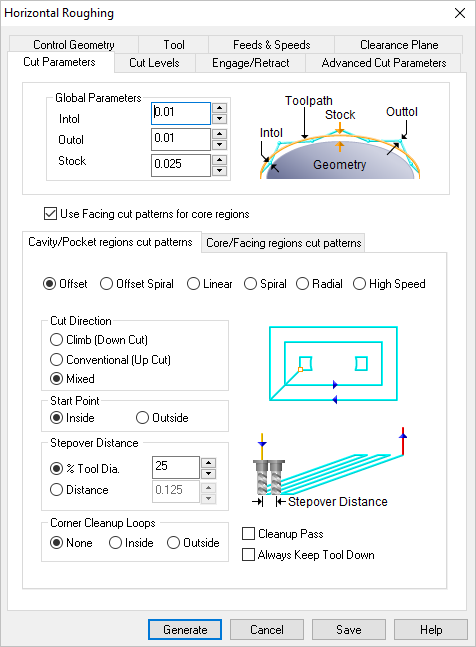 Horizontal Roughing
Control Geometry Tool Feeds & Speeds Clearance Plane
Cut Parameters Cut Levels Engage/Retract Advanced Cut Parameters
Global Parameters
Intol 0.01
Outol 0.01
Stock 0.025
Toolpath
Stock
Outtol
Intol
Geometry
Use Facing cut patterns for core regions
Cavity/Pocket regions cut patterns Core/Facing regions cut patterns
Offset Offset Spiral Linear Spiral Radial High Speed
Cut Direction
Climb (Down Cut)
Conventional (Up Cut)
Mixed
Start Point
Inside Outside
Stepover Distance
% Tool Dia. 25
Distance 0.125
Stepover Distance
Corner Cleanup Loops
None Inside Outside
Cleanup Pass
Always Keep Tool Down
Generate Cancel Save Help